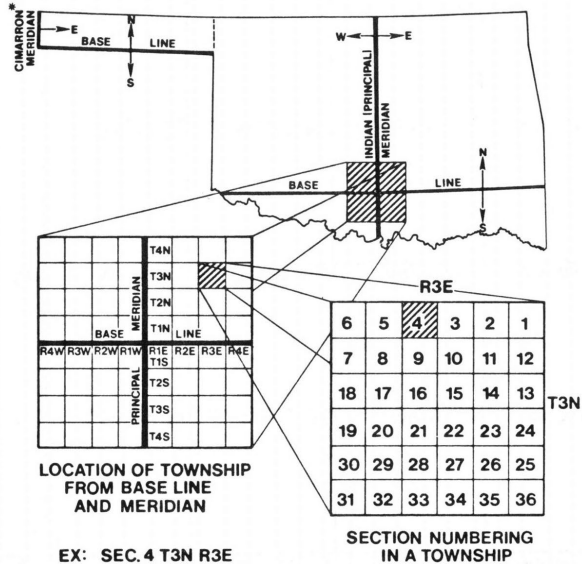 *
CIMARRON
MERIDIAN
E
N
BASE LINE
S
W E
INDIAN (PRINCIPAL)
MERIDIAN
N
BASE LINE
S
T4N
T3N
T2N
T1N
MERIDIAN
BASE LINE
R4W R3W R2W R1W R1E R2E R3E R4E
T1S
T2S
T3S
T4S
PRINCIPAL
LOCATION OF TOWNSHIP
FROM BASE LINE
AND MERIDIAN
EX: SEC. 4 T3N R3E
R3E
6 5 4 3 2 1
7 8 9 10 11 12
18 17 16 15 14 13
T3N
19 20 21 22 23 24
30 29 28 27 26 25
31 32 33 34 35 36
SECTION NUMBERING
IN A TOWNSHIP